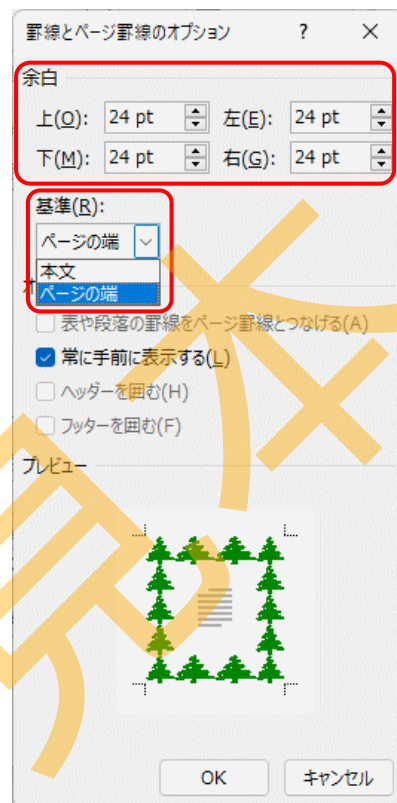 罫線とページ罫線のオプション ? ×
余白
上(O): 24 pt 左(E): 24 pt
下(M): 24 pt 右(G): 24 pt
基準(R):
ページの端
本文
ページの端
表や段落の罫線をページ罫線とつなげる(A)
常に手前に表示する(L)
ヘッダーを囲む(H)
フッターを囲む(F)
プレビュー
OK キャンセル
見本